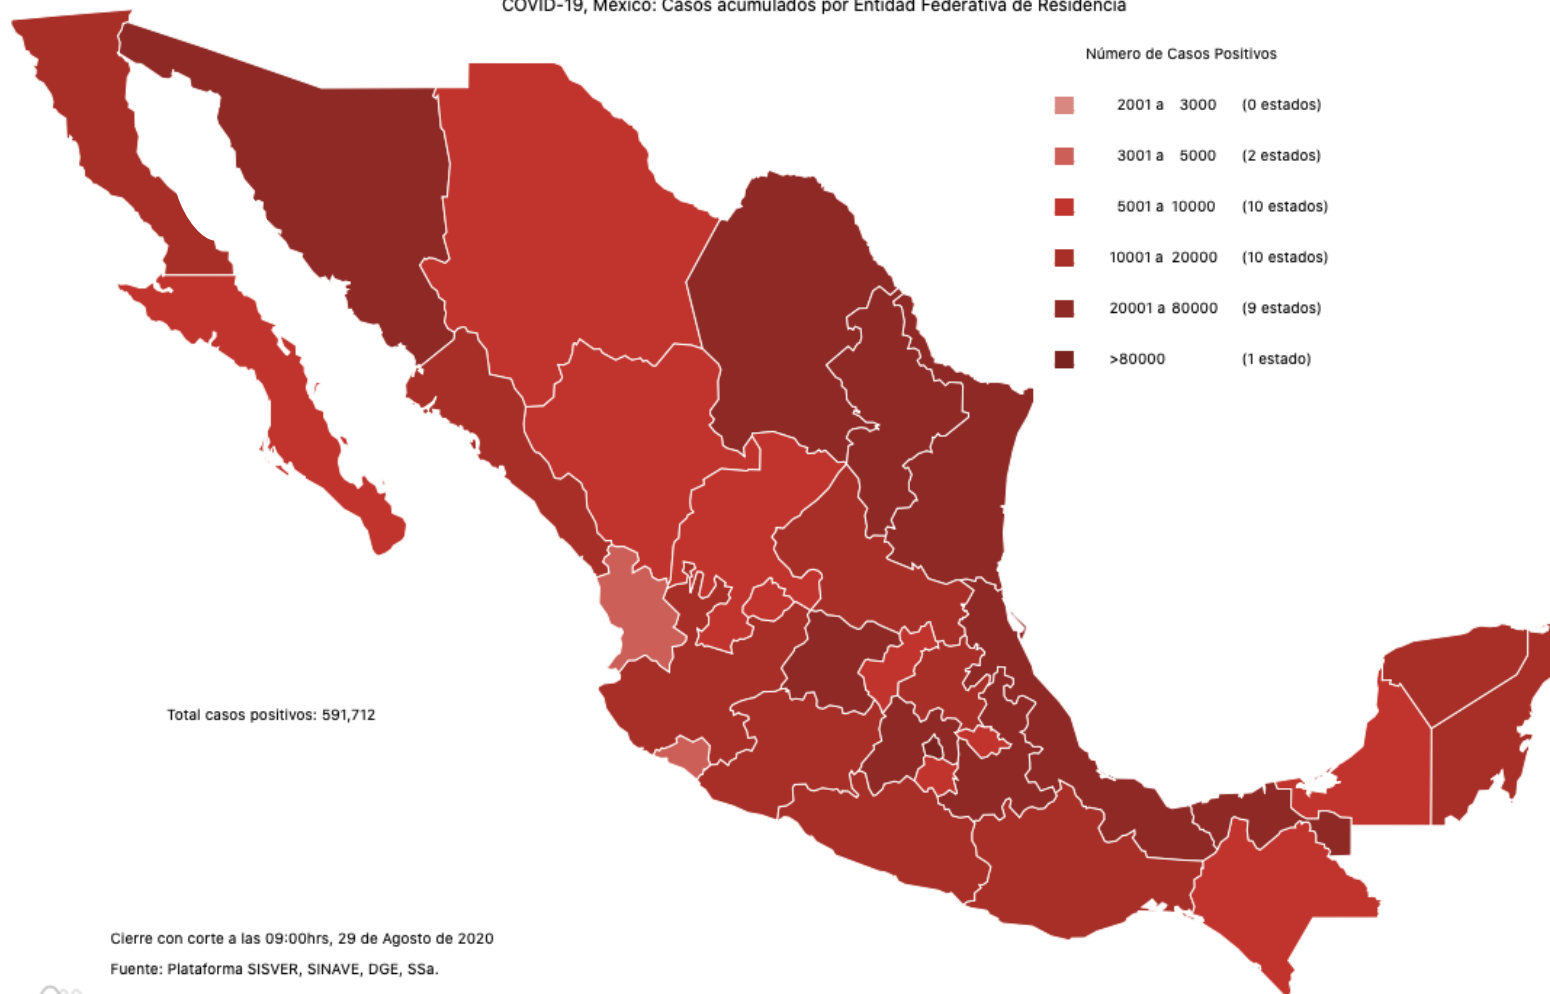 COVID-19, México: Casos acumulados por Entidad Federativa de Residencia
Número de Casos Positivos
2001 a 3000 (0 estados)
3001 a 5000 (2 estados)
5001 a 10000 (10 estados)
10001 a 20000 (10 estados)
20001 a 80000 (9 estados)
>80000 (1 estado)
Total casos positivos: 591,712
Cierre con corte a las 09:00hrs, 29 de Agosto de 2020
Fuente: Plataforma SISVER, SINAVE, DGE, SSa.